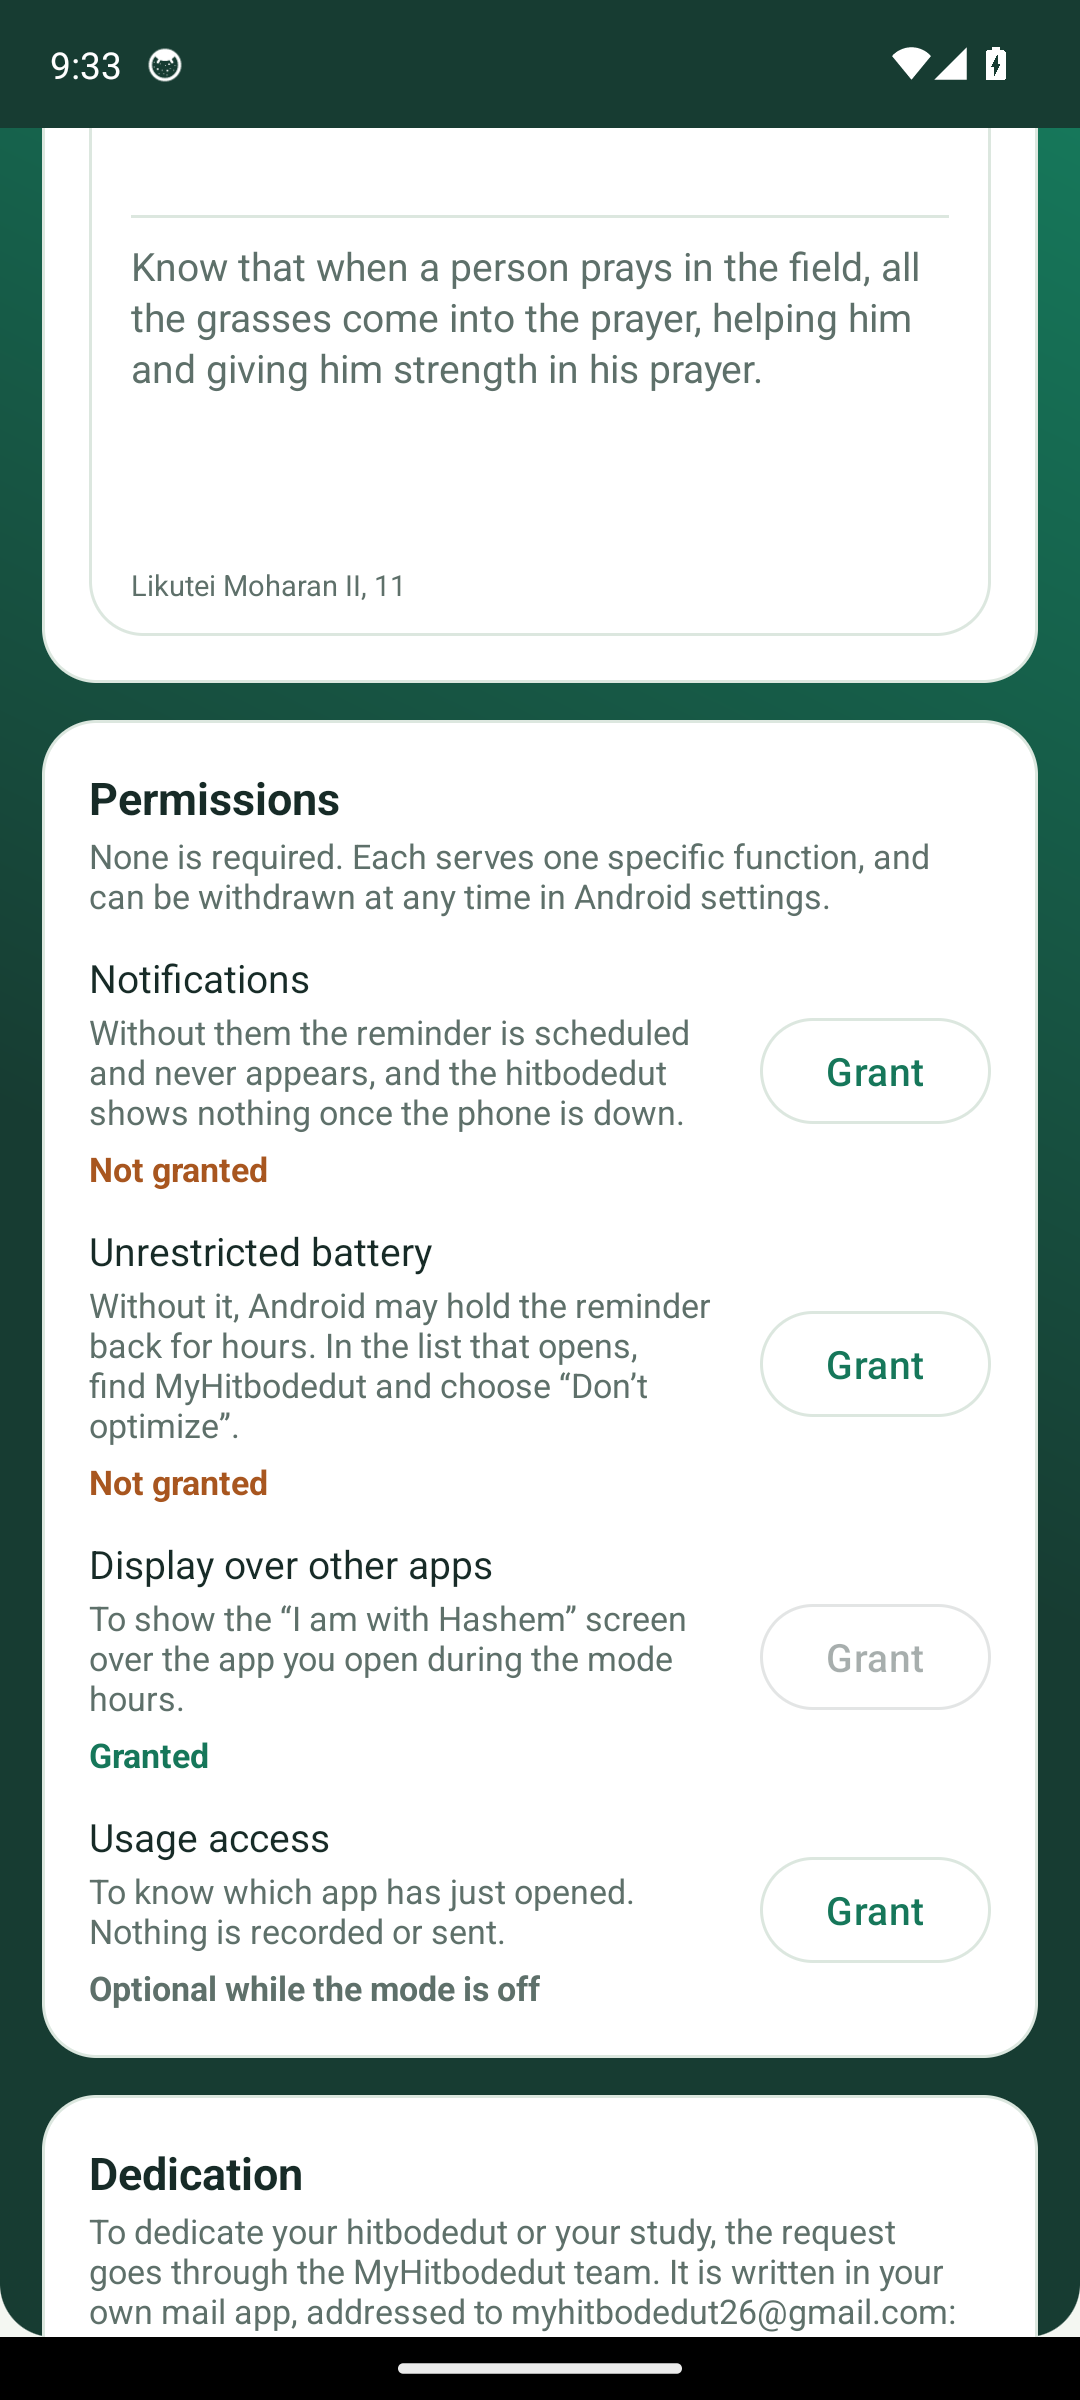 9:33
Know that when a person prays in the field, all
the grasses come into the prayer, helping him
and giving him strength in his prayer.
Likutei Moharan II, 11
Permissions
None is required. Each serves one specific function, and
can be withdrawn at any time in Android settings.
Notifications
Without them the reminder is scheduled
and never appears, and the hitbodedut
shows nothing once the phone is down.
Grant
Not granted
Unrestricted battery
Without it, Android may hold the reminder
back for hours. In the list that opens,
find MyHitbodedut and choose “Don’t
optimize”.
Grant
Not granted
Display over other apps
To show the “I am with Hashem” screen
over the app you open during the mode
hours.
Grant
Granted
Usage access
To know which app has just opened.
Nothing is recorded or sent.
Grant
Optional while the mode is off
Dedication
To dedicate your hitbodedut or your study, the request
goes through the MyHitbodedut team. It is written in your
own mail app, addressed to myhitbodedut26@gmail.com: